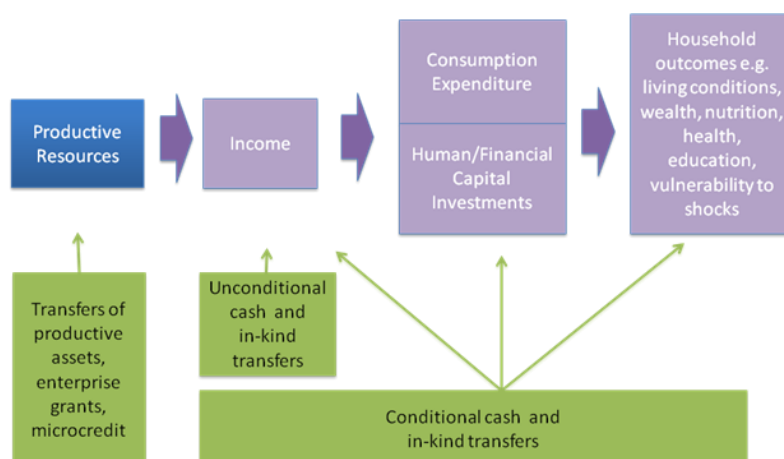 Productive
Resources
Income
Consumption
Expenditure
Human/Financial
Capital
Investments
Household
outcomes e.g.
living conditions,
wealth, nutrition,
health,
education,
vulnerability to
shocks
Transfers of
productive
assets,
enterprise
grants,
microcredit
Unconditional
cash and
in-kind
transfers
Conditional cash and
in-kind transfers